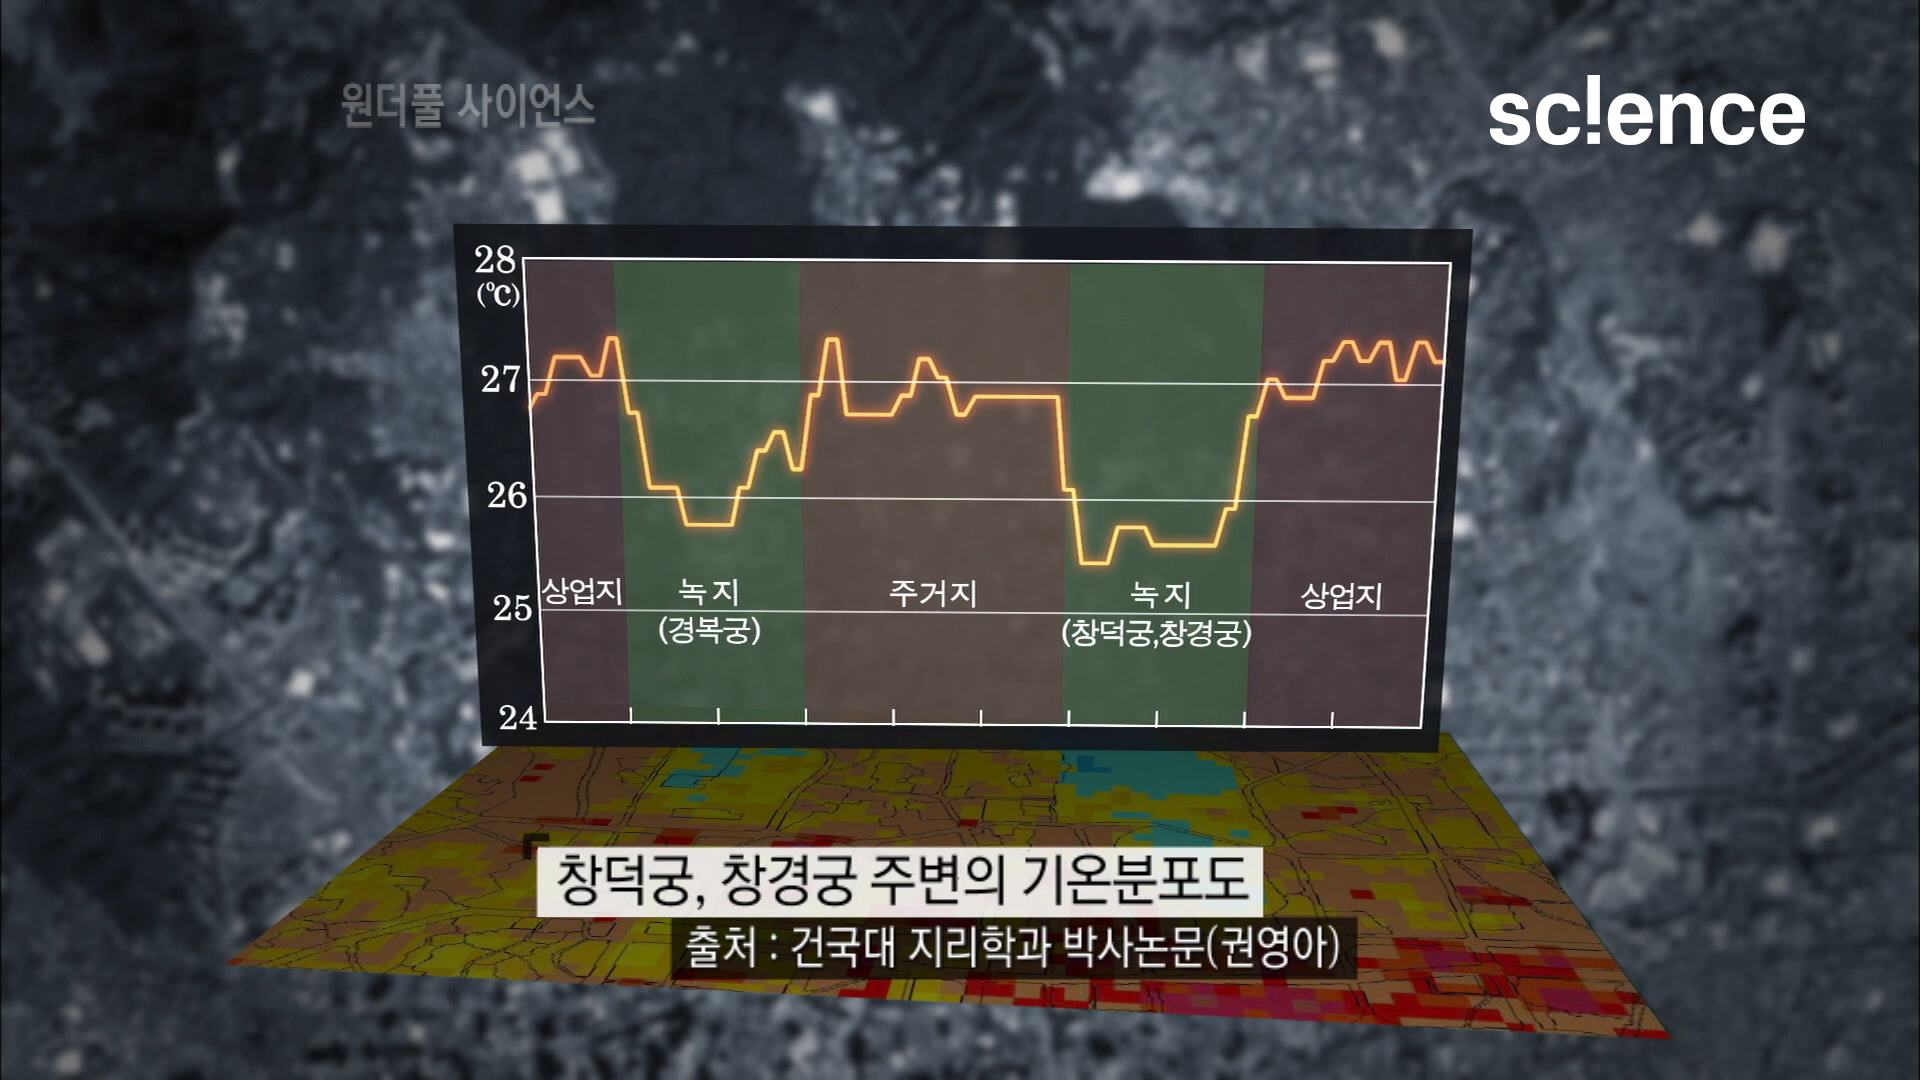 원더풀 사이언스
sc!ence
28
(℃)
27
26
25
24
상업지
녹지
(경복궁)
주거지
녹지
(창덕궁,창경궁)
상업지
창덕궁, 창경궁 주변의 기온분포도
출처 : 건국대 지리학과 박사논문(권영아)